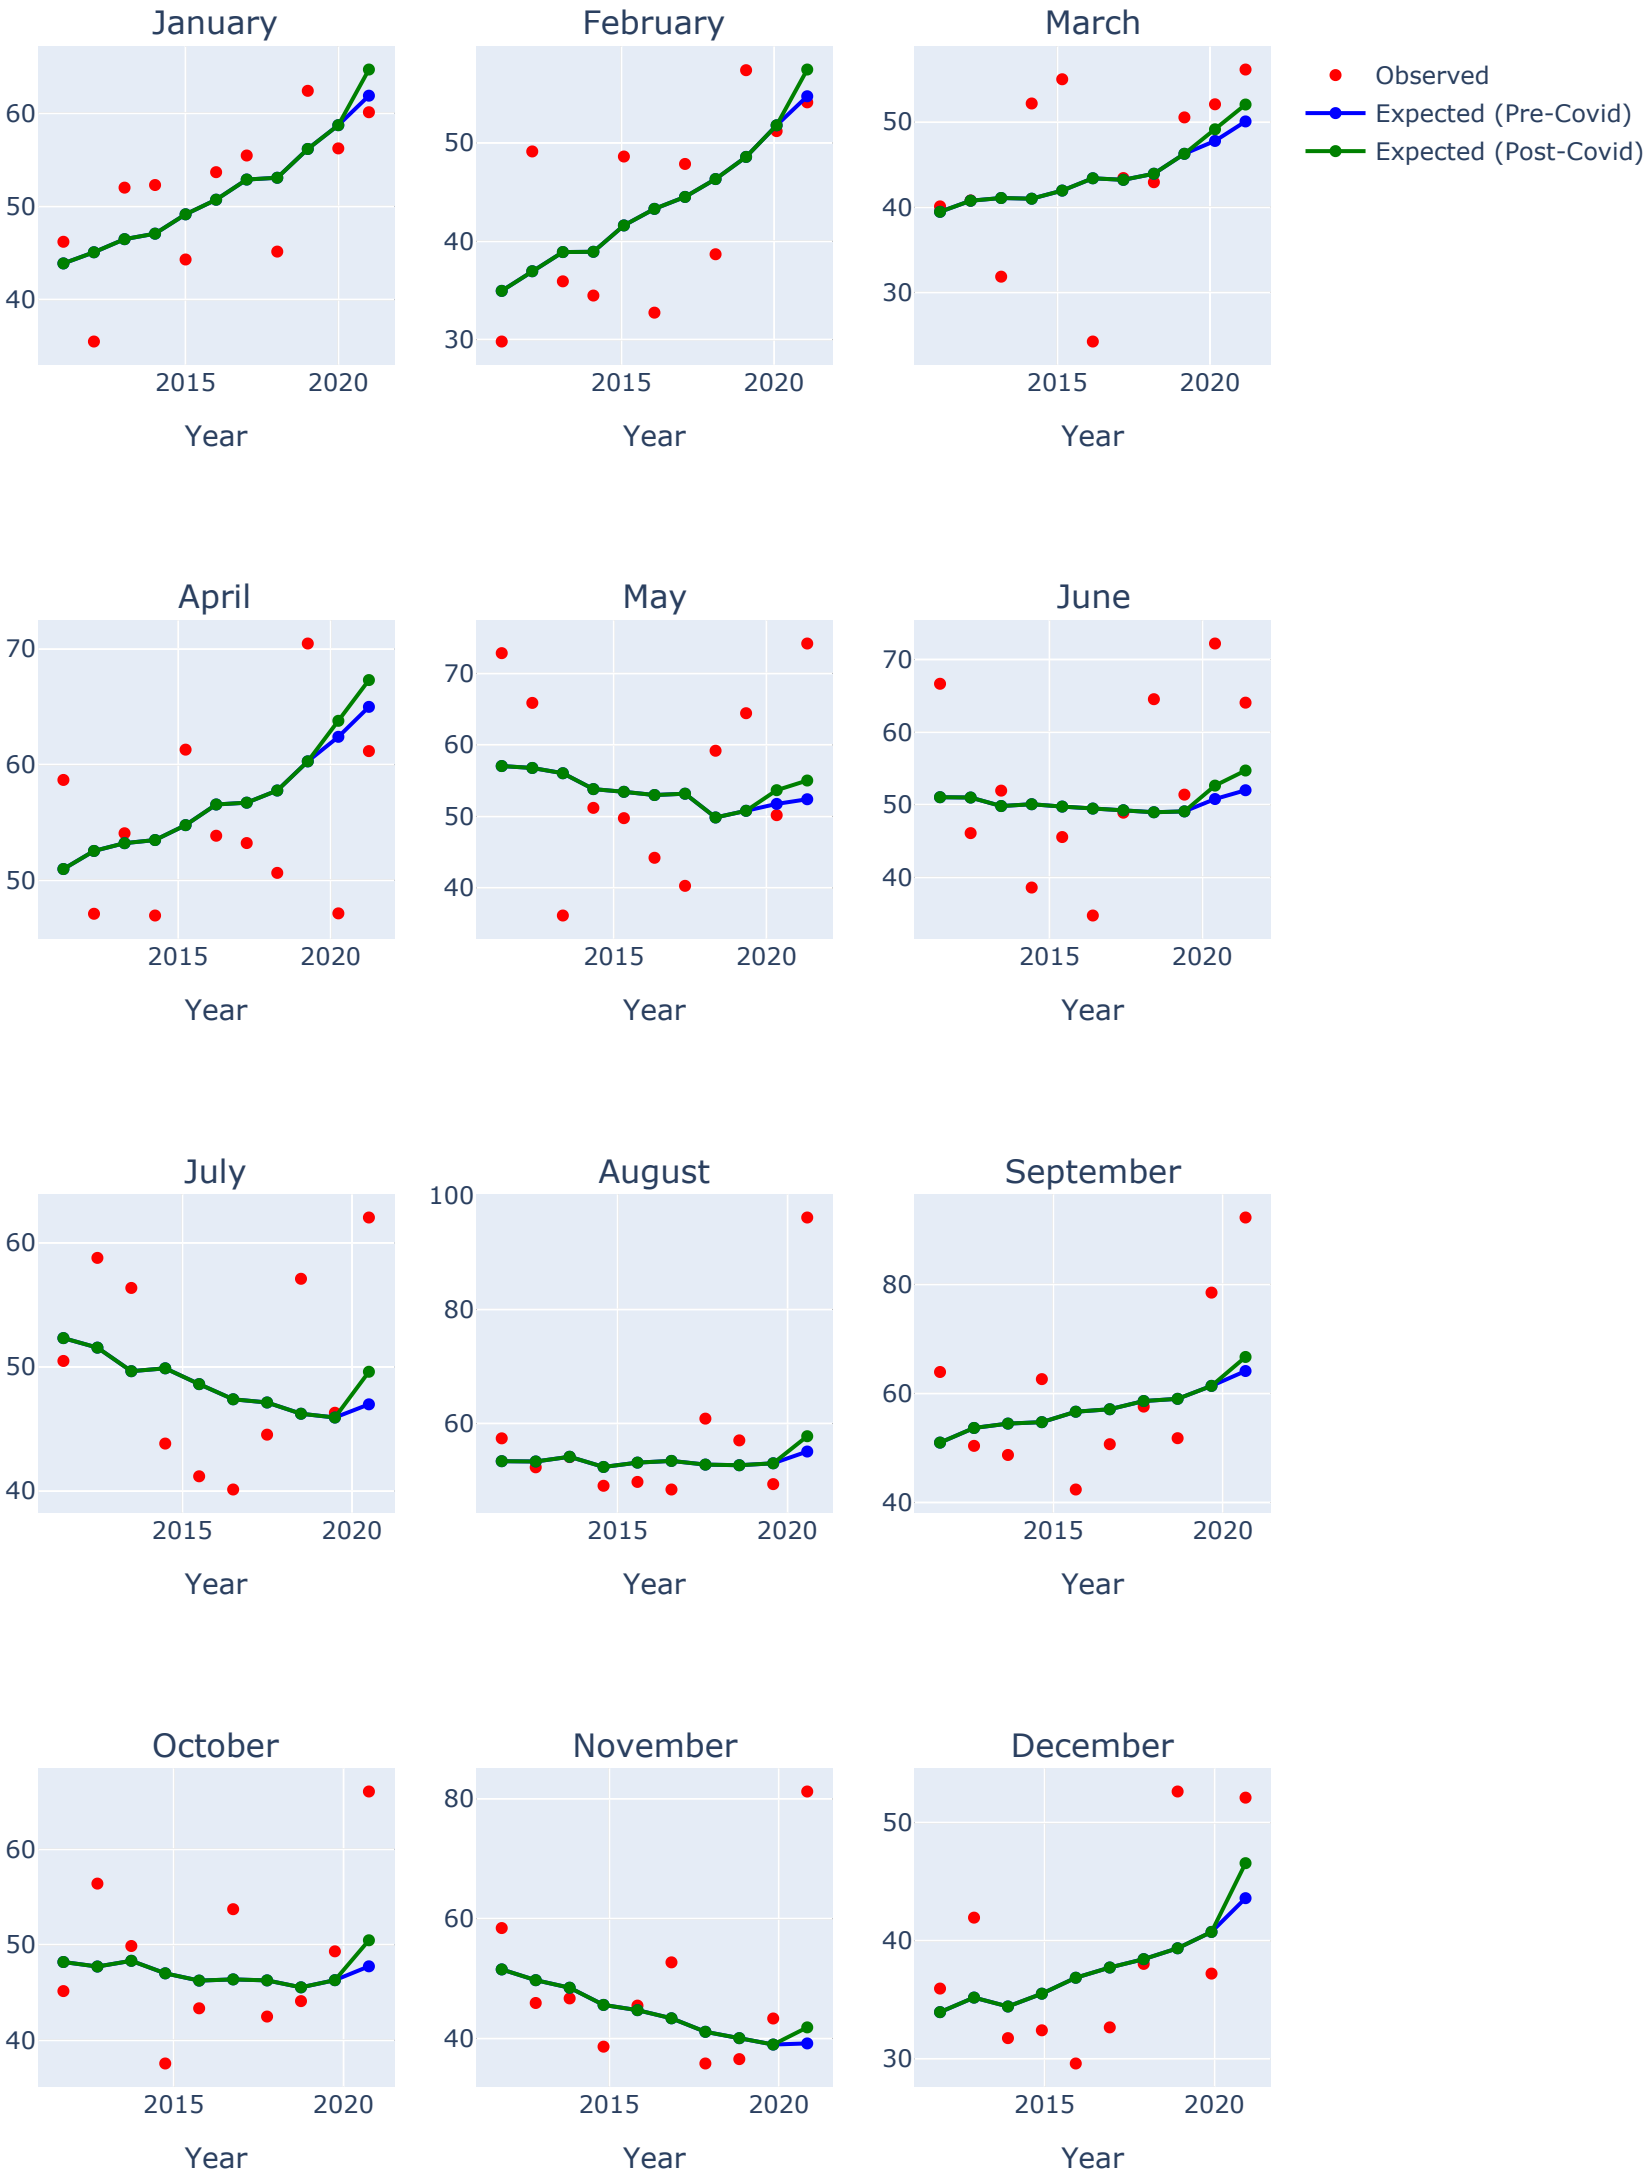 January
February
March
Observed
Expected (Pre-Covid)
Expected (Post-Covid)
60
50
40
50
40
30
50
40
30
2015
2020
2015
2020
2015
2020
Year
Year
Year
April
May
June
70
60
50
70
60
50
40
70
60
50
40
2015
2020
2015
2020
2015
2020
Year
Year
Year
July
August
September
60
50
40
100
80
60
80
60
40
2015
2020
2015
2020
2015
2020
Year
Year
Year
October
November
December
60
50
40
80
60
40
50
40
30
2015
2020
2015
2020
2015
2020
Year
Year
Year